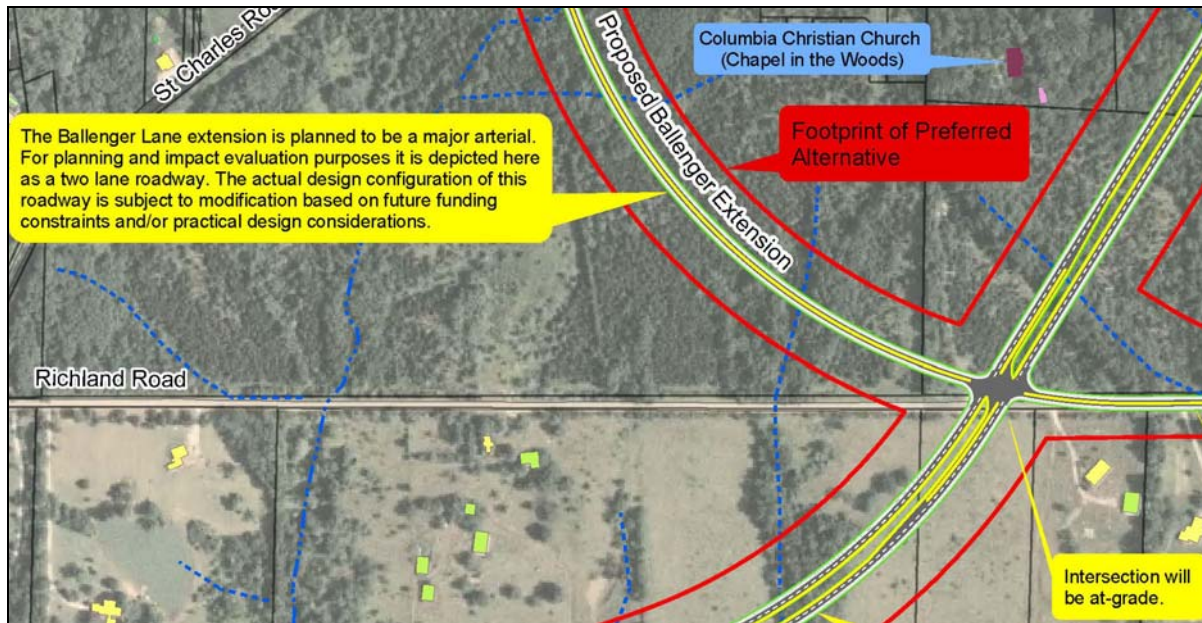 St Charles Ro
Columbia Christian Church
(Chapel in the Woods)
The Ballenger Lane extension is planned to be a major arterial.
For planning and impact evaluation purposes it is depicted here
as a two lane roadway. The actual design configuration of this
roadway is subject to modification based on future funding
constraints and/or practical design considerations.
Footprint of Preferred
Alternative
Proposed Ballenger Extension
Richland Road
Intersection will
be at-grade.